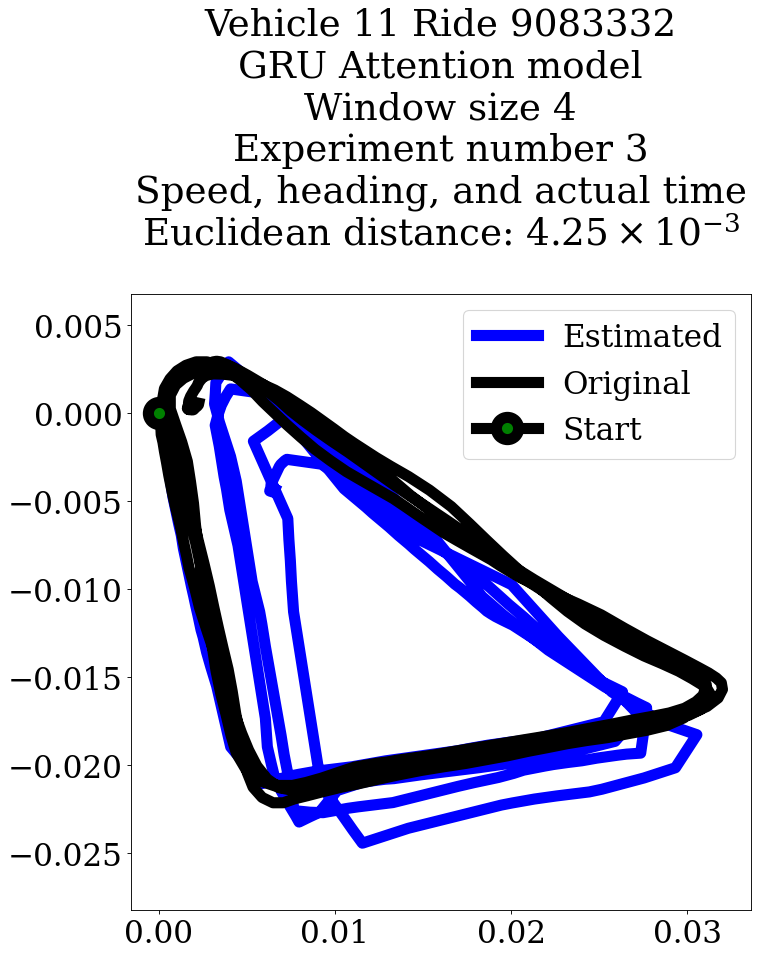 Vehicle 11 Ride 9083332
GRU Attention model
Window size 4
Experiment number 3
Speed, heading, and actual time
Euclidean distance: 4.25 × 10⁻³
Estimated
Original
Start
0.005
0.000
−0.005
−0.010
−0.015
−0.020
−0.025
0.00 0.01 0.02 0.03